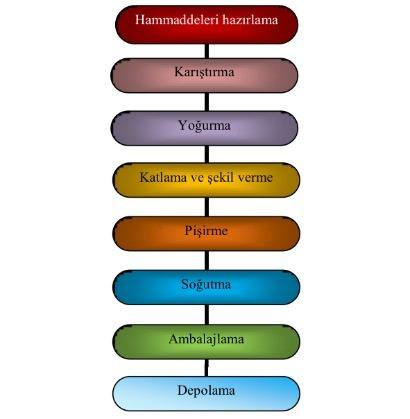 Hammaddeleri hazırlama
Karıştırma
Yoğurma
Katlama ve şekil verme
Pişirme
Soğutma
Ambalajlama
Depolama